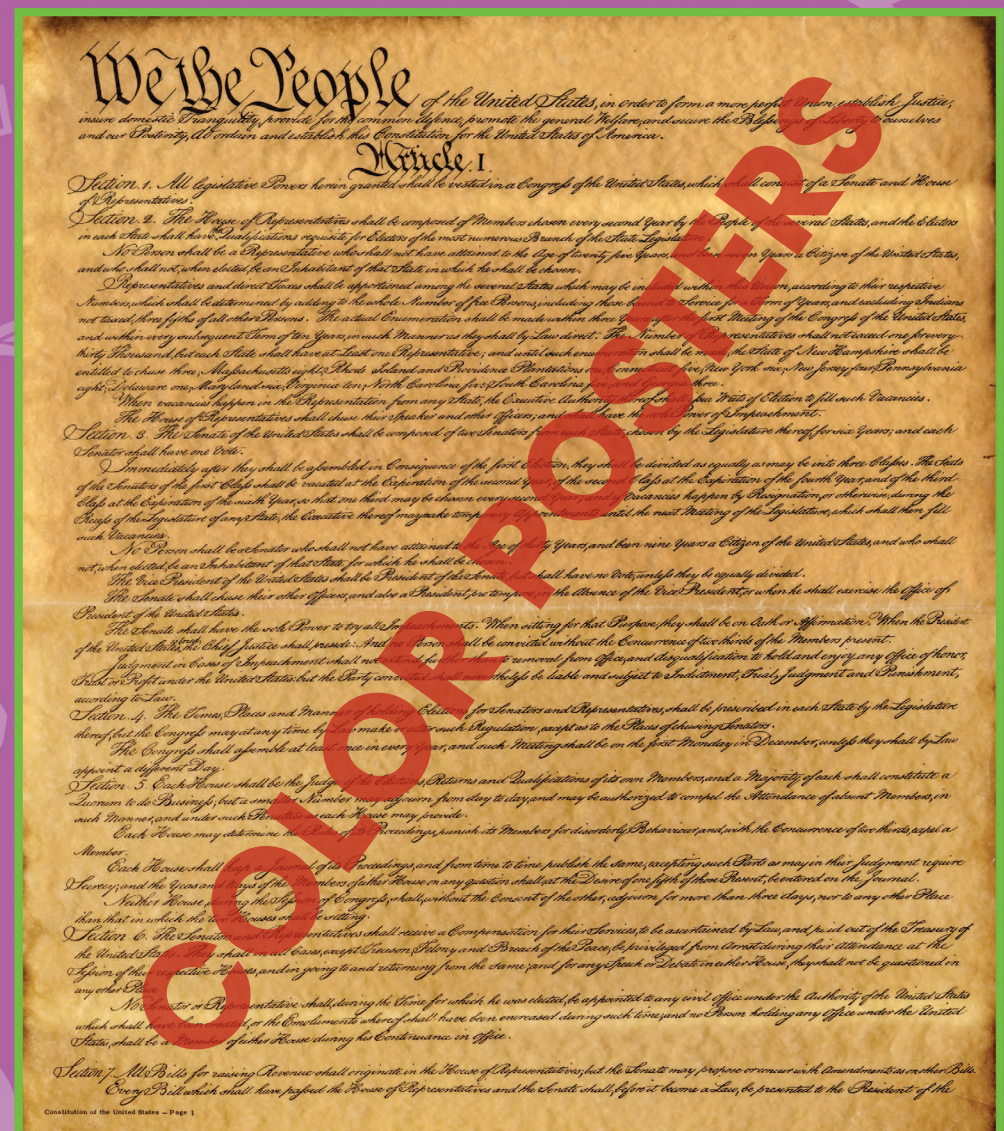 We the People of the United States, in order to form a more perfect Union, establish Justice,
insure domestic Tranquility, provide for the common defence, promote the general Welfare, and secure the Blessings of Liberty to ourselves
and our Posterity, do ordain and establish this Constitution for the United States of America.
Article. I.
Section. 1. All legislative Powers herein granted shall be vested in a Congress of the United States, which shall consist of a Senate and House
of Representatives.
Section. 2. The House of Representatives shall be composed of Members chosen every second Year by the People of the several States, and the Electors
in each State shall have the Qualifications requisite for Electors of the most numerous Branch of the State Legislature.
No Person shall be a Representative who shall not have attained to the Age of twenty five Years, and been seven Years a Citizen of the United States,
and who shall not, when elected, be an Inhabitant of that State in which he shall be chosen.
Representatives and direct Taxes shall be apportioned among the several States which may be included within this Union, according to their respective
Numbers, which shall be determined by adding to the whole Number of free Persons, including those bound to Service for a Term of Years, and excluding Indians
not taxed, three fifths of all other Persons. The actual Enumeration shall be made within three Years after the first Meeting of the Congress of the United States,
and within every subsequent Term of ten Years, in such Manner as they shall by Law direct. The Number of Representatives shall not exceed one for every
thirty Thousand, but each State shall have at Least one Representative; and until such enumeration shall be made, the State of New Hampshire shall be
entitled to chuse three, Massachusetts eight, Rhode Island and Providence Plantations one, Connecticut five, New York six, New Jersey four, Pennsylvania
eight, Delaware one, Maryland six, Virginia ten, North Carolina five, South Carolina five, and Georgia three.
When vacancies happen in the Representation from any State, the Executive Authority thereof shall issue Writs of Election to fill such Vacancies.
The House of Representatives shall chuse their Speaker and other Officers; and shall have the sole Power of Impeachment.
Section. 3. The Senate of the United States shall be composed of two Senators from each State, chosen by the Legislature thereof, for six Years; and each
Senator shall have one Vote.
Immediately after they shall be assembled in Consequence of the first Election, they shall be divided as equally as may be into three Classes. The Seats
of the Senators of the first Class shall be vacated at the Expiration of the second Year, of the second Class at the Expiration of the fourth Year, and of the third
Class at the Expiration of the sixth Year, so that one third may be chosen every second Year; and if Vacancies happen by Resignation, or otherwise, during the
Recess of the Legislature of any State, the Executive thereof may make temporary Appointments until the next Meeting of the Legislature, which shall then fill
such Vacancies.
No Person shall be a Senator who shall not have attained to the Age of thirty Years, and been nine Years a Citizen of the United States, and who shall
not, when elected, be an Inhabitant of that State for which he shall be chosen.
The Vice President of the United States shall be President of the Senate, but shall have no Vote, unless they be equally divided.
The Senate shall chuse their other Officers, and also a President pro tempore, in the Absence of the Vice President, or when he shall exercise the Office of
President of the United States.
The Senate shall have the sole Power to try all Impeachments. When sitting for that Purpose, they shall be on Oath or Affirmation. When the President
of the United States is tried, the Chief Justice shall preside: And no Person shall be convicted without the Concurrence of two thirds of the Members present.
Judgment in Cases of Impeachment shall not extend further than to removal from Office, and disqualification to hold and enjoy any Office of honor,
Trust or Profit under the United States: but the Party convicted shall nevertheless be liable and subject to Indictment, Trial, Judgment and Punishment,
according to Law.
Section. 4. The Times, Places and Manner of holding Elections for Senators and Representatives, shall be prescribed in each State by the Legislature
thereof; but the Congress may at any time by Law make or alter such Regulations, except as to the Places of chusing Senators.
The Congress shall assemble at least once in every Year, and such Meeting shall be on the first Monday in December, unless they shall by Law
appoint a different Day.
Section. 5. Each House shall be the Judge of the Elections, Returns and Qualifications of its own Members, and a Majority of each shall constitute a
Quorum to do Business; but a smaller Number may adjourn from day to day, and may be authorized to compel the Attendance of absent Members, in
such Manner, and under such Penalties as each House may provide.
Each House may determine the Rules of its Proceedings, punish its Members for disorderly Behaviour, and, with the Concurrence of two thirds, expel a
Member.
Each House shall keep a Journal of its Proceedings, and from time to time publish the same, excepting such Parts as may in their Judgment require
Secrecy; and the Yeas and Nays of the Members of either House on any question shall, at the Desire of one fifth of those Present, be entered on the Journal.
Neither House, during the Session of Congress, shall, without the Consent of the other, adjourn for more than three days, nor to any other Place
than that in which the two Houses shall be sitting.
Section. 6. The Senators and Representatives shall receive a Compensation for their Services, to be ascertained by Law, and paid out of the Treasury of
the United States. They shall in all Cases, except Treason, Felony and Breach of the Peace, be privileged from Arrest during their Attendance at the
Session of their respective Houses, and in going to and returning from the same; and for any Speech or Debate in either House, they shall not be questioned in
any other Place.
No Senator or Representative shall, during the Time for which he was elected, be appointed to any civil Office under the Authority of the United States
which shall have been created, or the Emoluments whereof shall have been encreased during such time; and no Person holding any Office under the United
States, shall be a Member of either House during his Continuance in office.
Section 7. All Bills for raising Revenue shall originate in the House of Representatives; but the Senate may propose or concur with Amendments as on other Bills.
Every Bill which shall have passed the House of Representatives and the Senate, shall, before it become a Law, be presented to the President of the
Constitution of the United States — Page 1
COLOR POSTERS